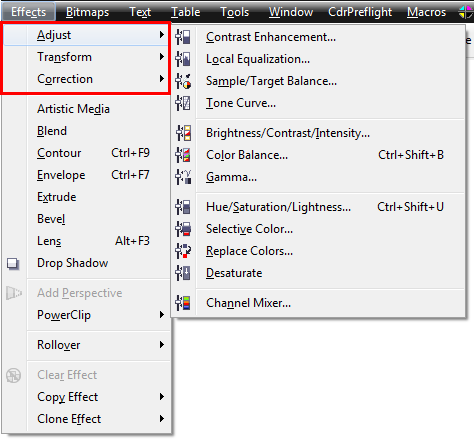 Effects Bitmaps Text Table Tools Window CdrPreflight Macros
Adjust
Transform
Correction
Artistic Media
Blend
Contour Ctrl+F9
Envelope Ctrl+F7
Extrude
Bevel
Lens Alt+F3
Drop Shadow
Add Perspective
PowerClip
Rollover
Clear Effect
Copy Effect
Clone Effect
Contrast Enhancement...
Local Equalization...
Sample/Target Balance...
Tone Curve...
Brightness/Contrast/Intensity...
Color Balance... Ctrl+Shift+B
Gamma...
Hue/Saturation/Lightness... Ctrl+Shift+U
Selective Color...
Replace Colors...
Desaturate
Channel Mixer...